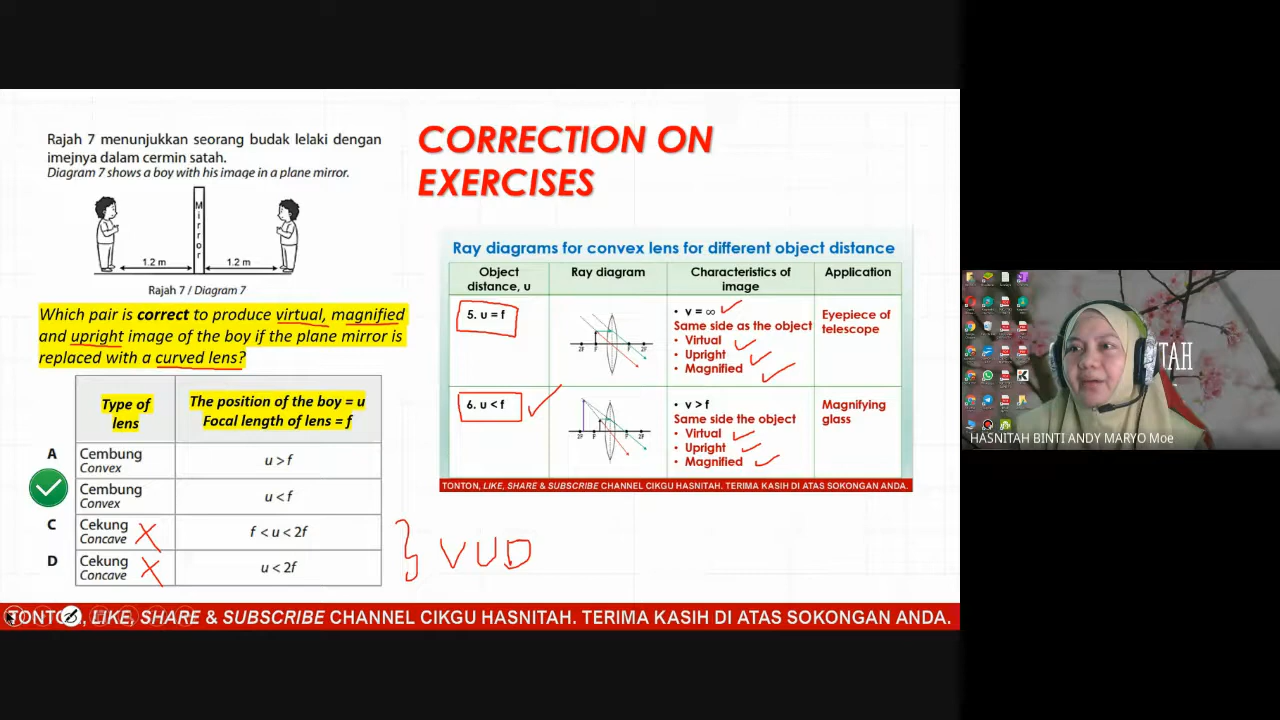 Rajah 7 menunjukkan seorang budak lelaki dengan
imejnya dalam cermin satah.
Diagram 7 shows a boy with his image in a plane mirror.
Mirror
1.2 m
1.2 m
Rajah 7 / Diagram 7
Which pair is correct to produce virtual, magnified
and upright image of the boy if the plane mirror is
replaced with a curved lens?
Type of
lens
The position of the boy = u
Focal length of lens = f
A
Cembung
Convex
u > f
Cembung
Convex
u < f
C
Cekung
Concave
X
f < u < 2f
D
Cekung
Concave
X
u < 2f
VUD
CORRECTION ON
EXERCISES
Ray diagrams for convex lens for different object distance
Object
distance, u
Ray diagram
Characteristics of
image
Application
5. u = f
• v = ∞
Same side as the object
• Virtual
• Upright
• Magnified
Eyepiece of
telescope
F
2F
6. u < f
2F
F
F
2F
• v > f
Same side the object
• Virtual
• Upright
• Magnified
Magnifying
glass
TONTON, LIKE, SHARE & SUBSCRIBE CHANNEL CIKGU HASNITAH. TERIMA KASIH DI ATAS SOKONGAN ANDA.
TONTON, LIKE, SHARE & SUBSCRIBE CHANNEL CIKGU HASNITAH. TERIMA KASIH DI ATAS SOKONGAN ANDA.
TAH
HASNITAH BINTI ANDY MARYO Moe